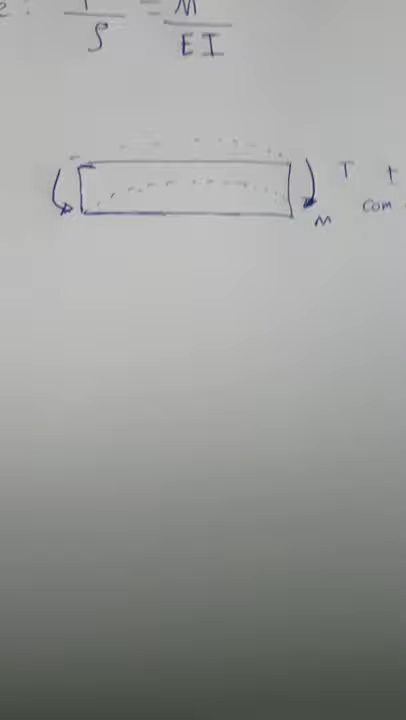 e: 1/ρ = M/EI
T t
com
M